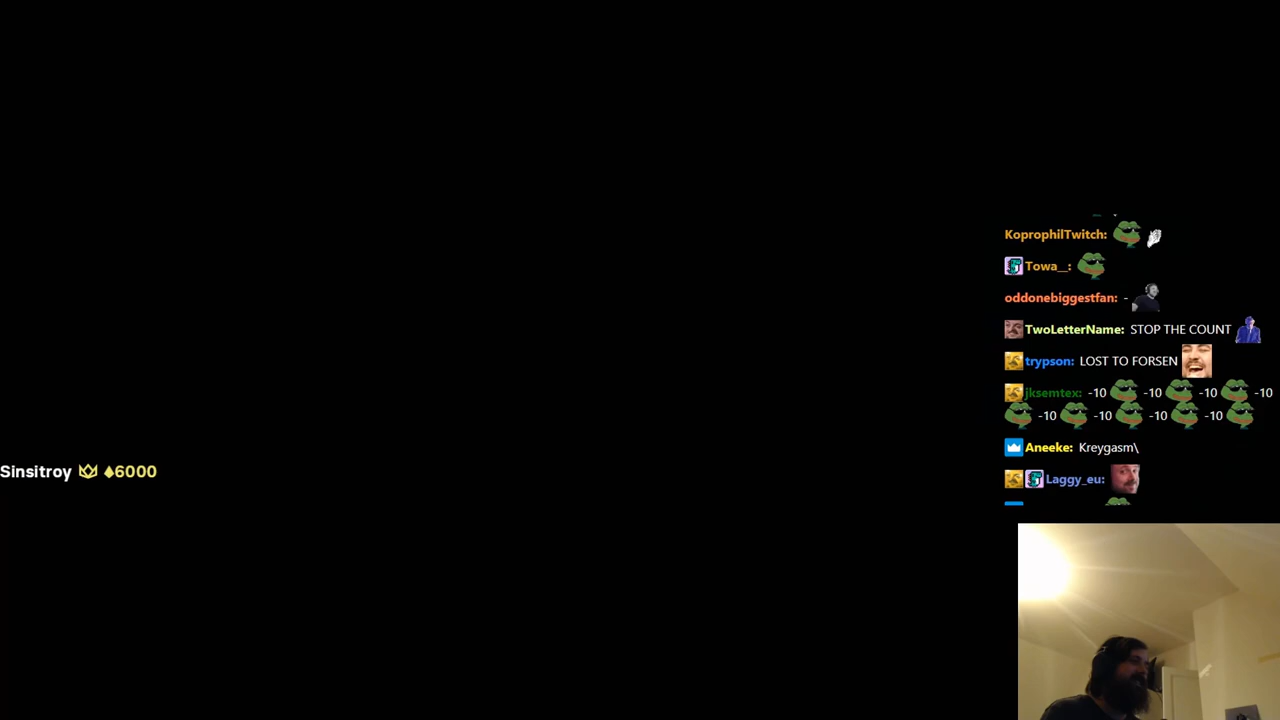 KoprophilTwitch:
Towa__:
oddonebiggestfan: -
TwoLetterName: STOP THE COUNT
trypson: LOST TO FORSEN
jksemtex: -10 -10 -10 -10
-10 -10 -10 -10
Aneeke: Kreygasm\
Sinsitroy 6000
Laggy_eu: